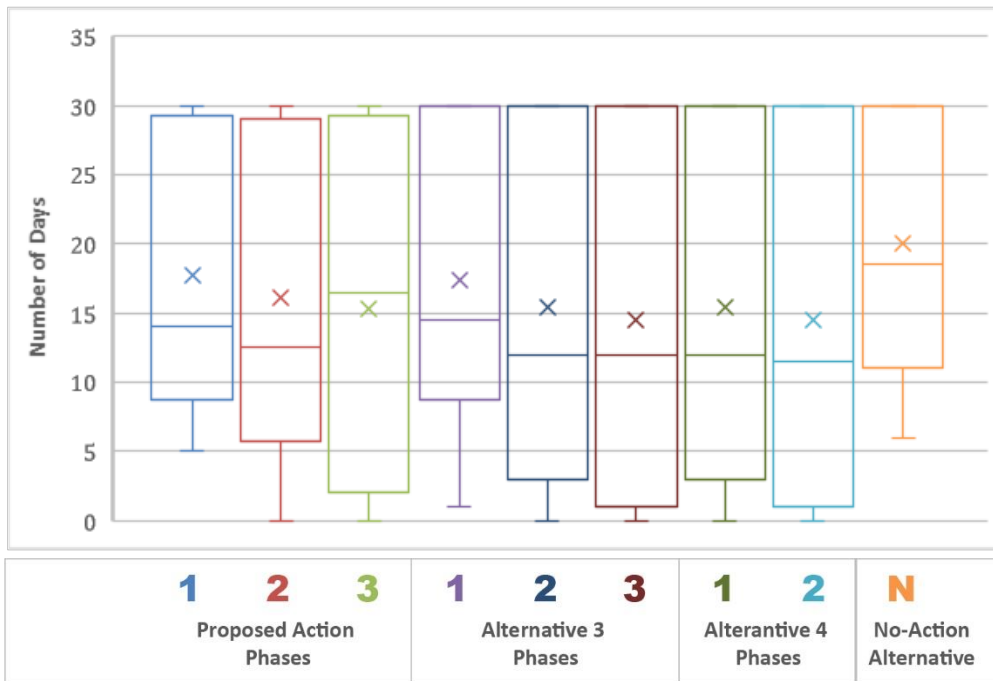 35
30
25
20
15
10
5
0
Number of Days
1 2 3 1 2 3 1 2 N
Proposed Action Phases
Alternative 3 Phases
Alterantive 4 Phases
No-Action Alternative